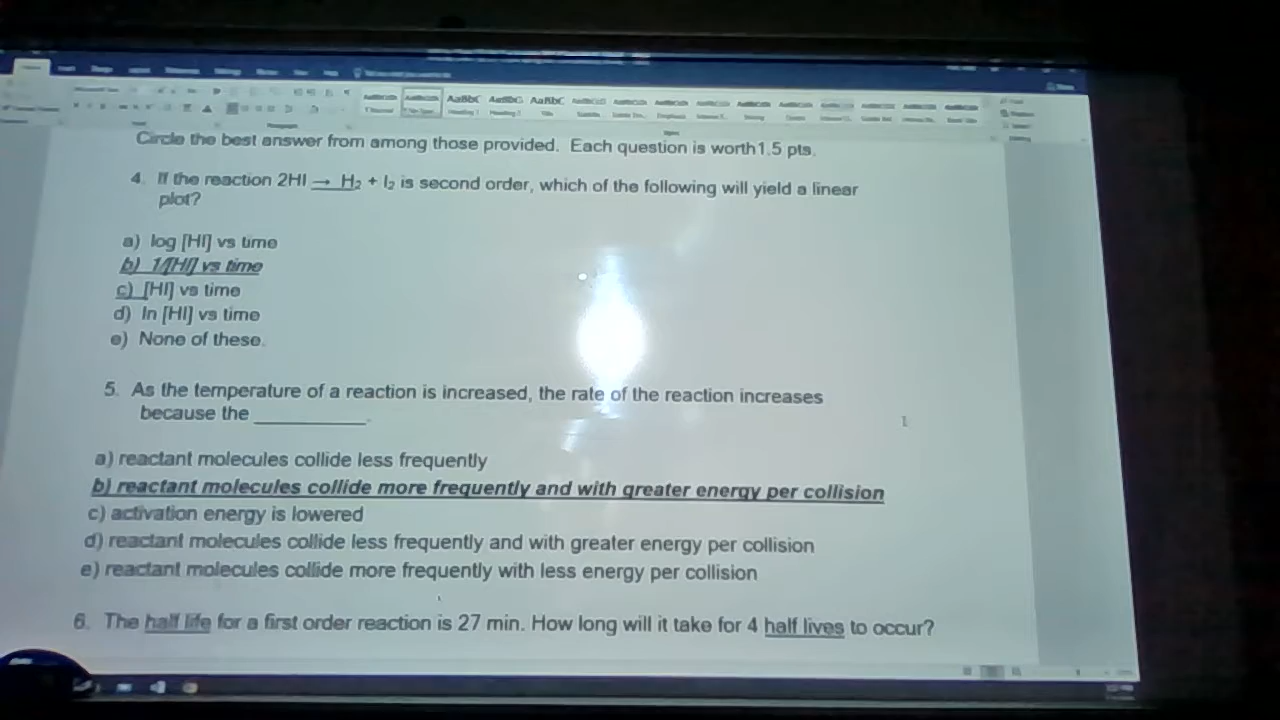 AaBbC AaBbG AaBbC
Circle the best answer from among those provided. Each question is worth1.5 pts.
4. If the reaction 2HI → H₂ + I₂ is second order, which of the following will yield a linear
plot?
a) log [HI] vs time
b) 1/[HI] vs time
c) [HI] vs time
d) ln [HI] vs time
e) None of these.
5. As the temperature of a reaction is increased, the rate of the reaction increases
because the __________.
a) reactant molecules collide less frequently
b) reactant molecules collide more frequently and with greater energy per collision
c) activation energy is lowered
d) reactant molecules collide less frequently and with greater energy per collision
e) reactant molecules collide more frequently with less energy per collision
6. The half life for a first order reaction is 27 min. How long will it take for 4 half lives to occur?